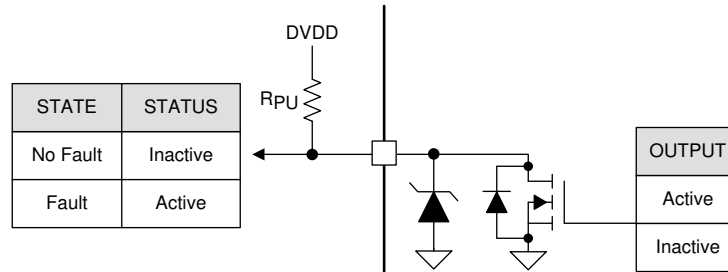 DVDD
RPU
STATE STATUS
No Fault Inactive
Fault Active
OUTPUT
Active
Inactive